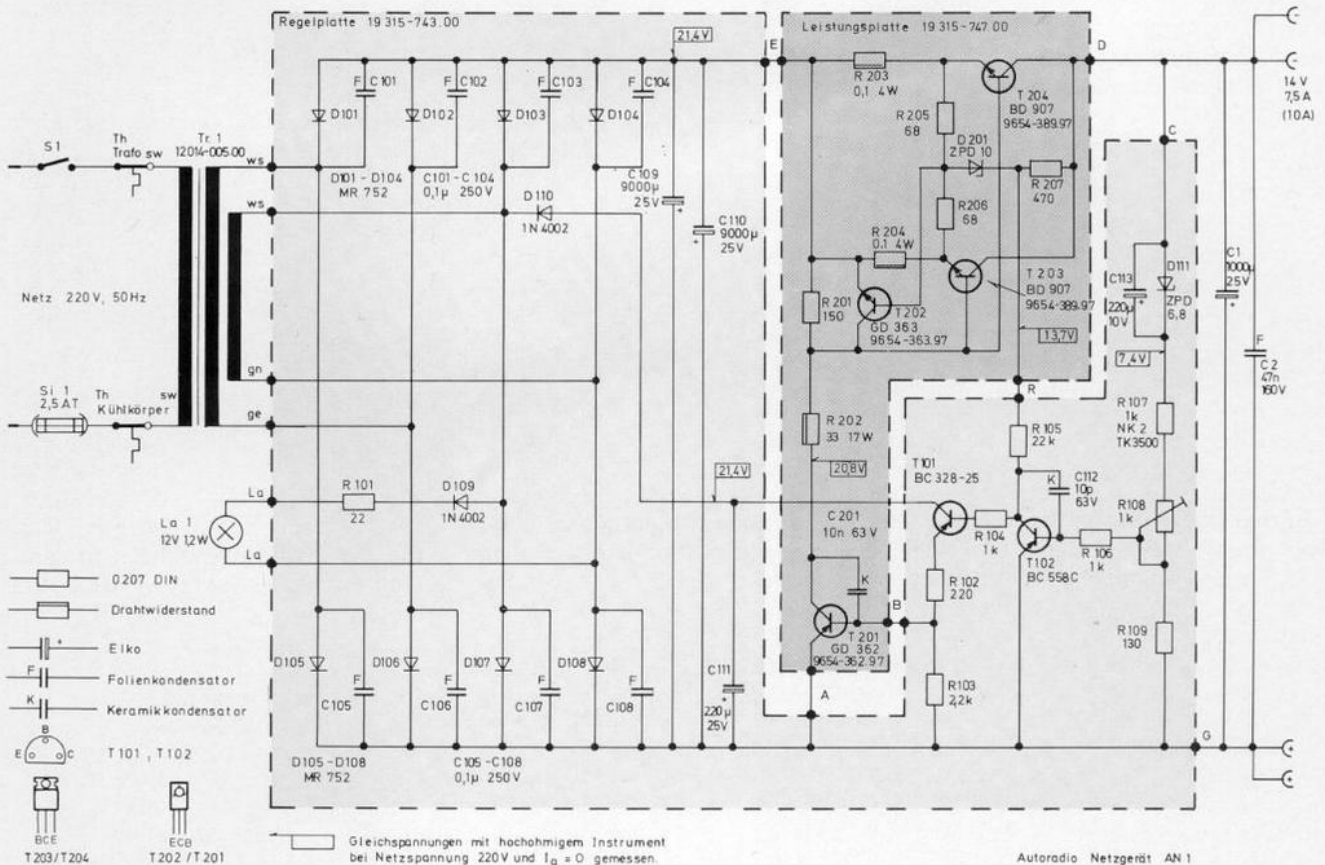 Regelplatte 19 315-743.00
21,4V
E
Leistungsplatte 19 315-747.00
D
14 V
7,5 A
(10A)
S1
Th
Trafo sw
Tr. 1
12014-005.00
ws
ws
gn
ge
sw
Netz 220V, 50Hz
Si 1
2,5 AT
Th
Kühlkörper
La
La 1
12V 1,2W
La
F C101
F C102
F C103
F C104
D101
D102
D103
D104
D101 - D104
MR 752
C101 - C104
0,1µ 250V
D110
1N 4002
C109
9000µ
25V
C110
9000µ
25V
R 101
22
D109
1N4002
21,4V
D105
D106
D107
D108
F
C105
F
C106
F
C107
F
C108
D105 - D108
MR 752
C105 - C108
0,1µ 250V
C111
220µ
25V
R 203
0,1 4W
T 204
BD 907
9654-389.97
R 205
68
D201
ZPD 10
R 207
470
R 206
68
R 204
0.1 4W
R 201
150
T 202
GD 363
9654-363.97
T 203
BD 907
9654-389.97
13,7V
R
R 202
33 17W
20,8V
C 201
10n 63V
K
T 201
GD 362
9654-362.97
A
B
T101
BC 328-25
R 105
22k
K
C112
10p
63V
R 104
1k
T102
BC 558C
R 106
1k
R 102
220
R103
2,2k
C
D111
ZPD
6,8
C113
220µ
10V
7,4V
R 107
1k
NK 2
TK3500
R108
1k
R109
130
G
C1
1000µ
25V
F
C 2
47n
160V
0207 DIN
Drahtwiderstand
Elko
F Folienkondensator
K Keramikkondensator
B
E C T101 , T102
BCE
T203/T204
ECB
T202 / T201
Gleichspannungen mit hochohmigem Instrument
bei Netzspannung 220V und Ia = 0 gemessen.
Autoradio Netzgerät AN 1